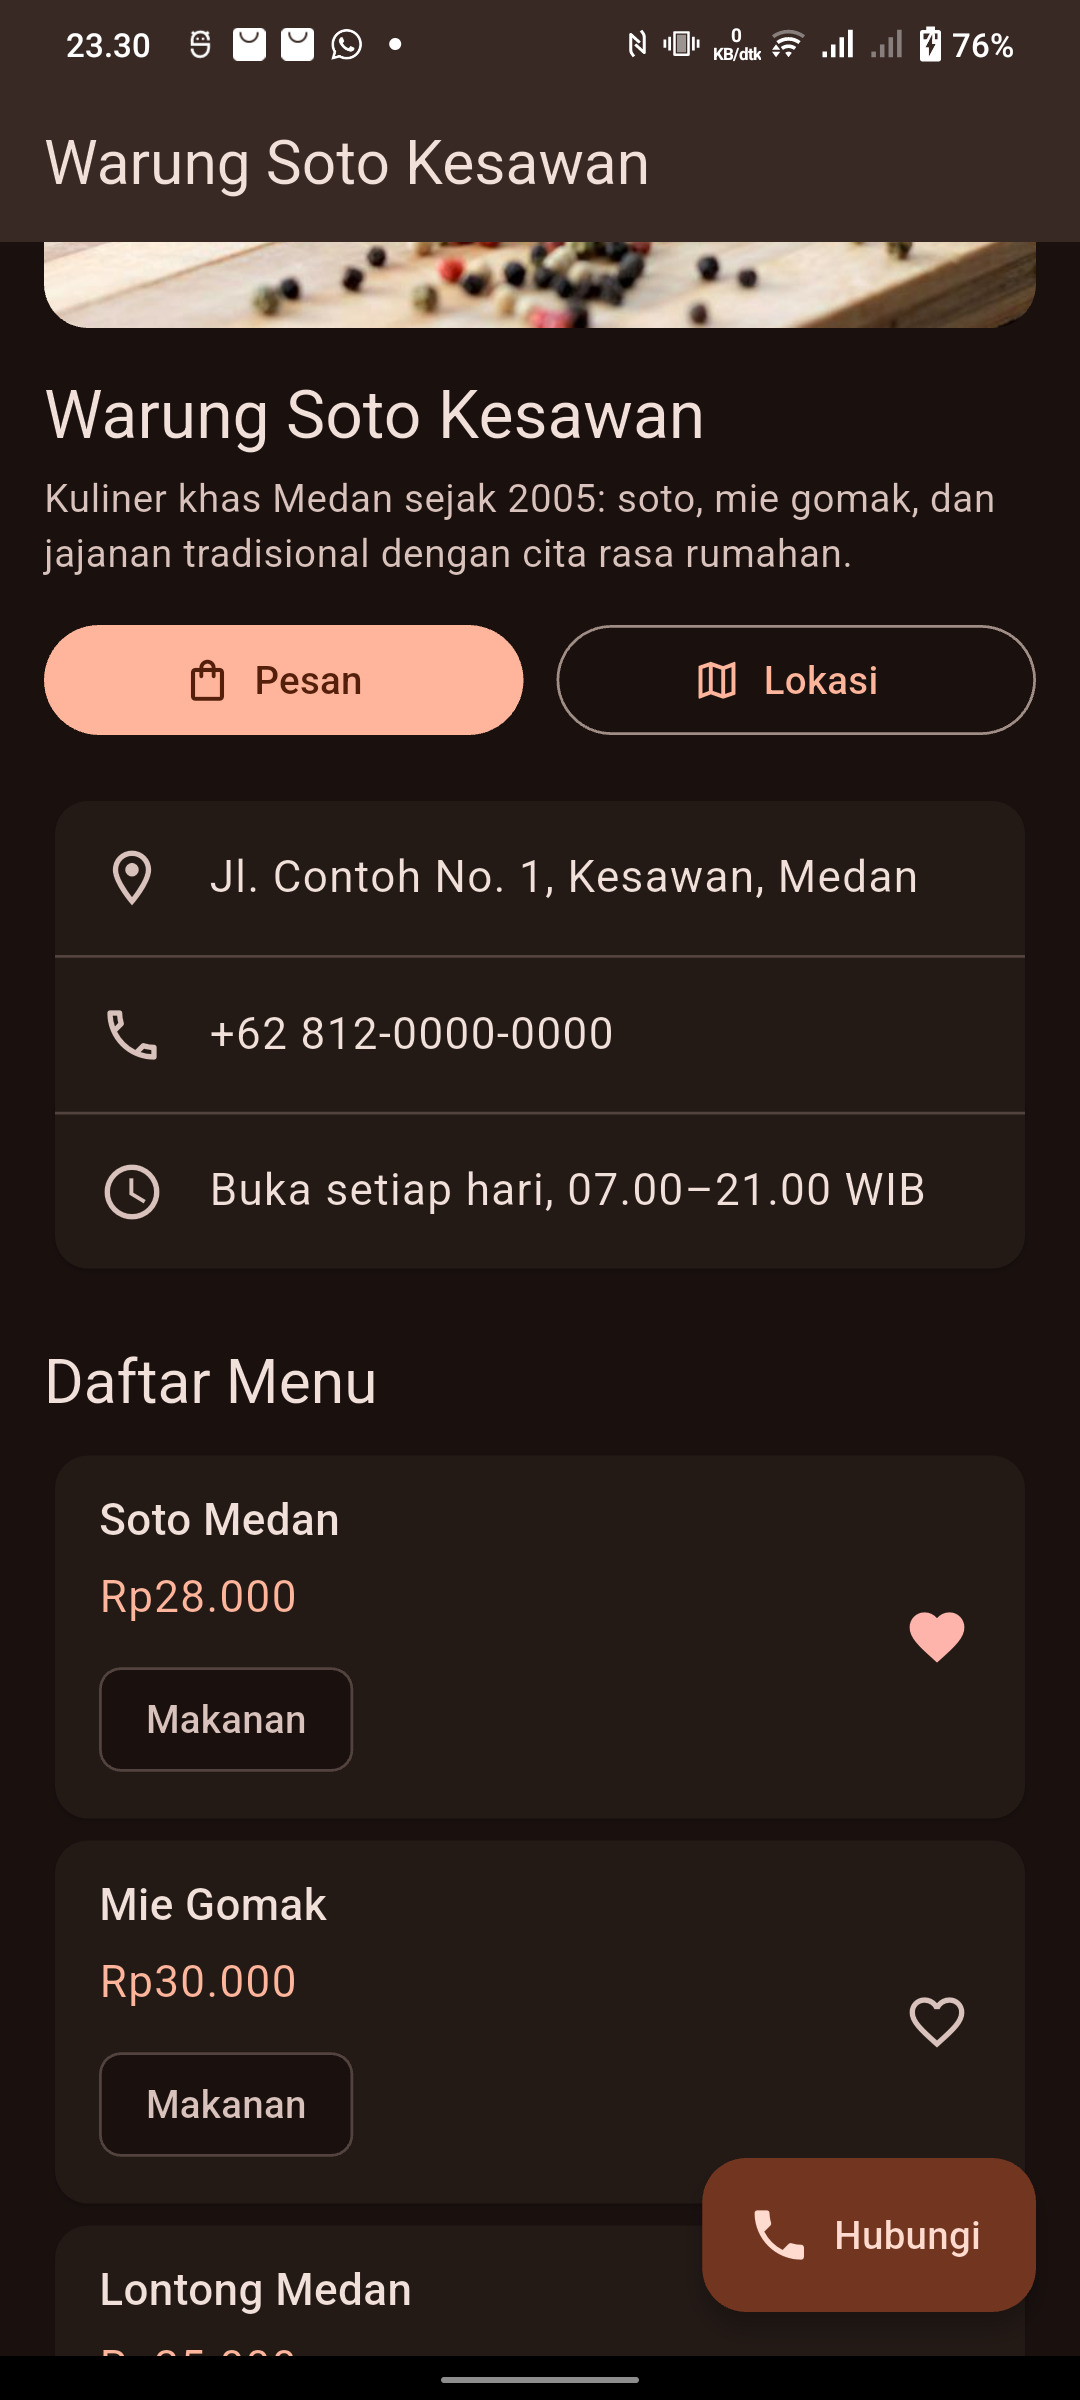 23.30
0
KB/dtk
76%
Warung Soto Kesawan
Warung Soto Kesawan
Kuliner khas Medan sejak 2005: soto, mie gomak, dan
jajanan tradisional dengan cita rasa rumahan.
Pesan
Lokasi
Jl. Contoh No. 1, Kesawan, Medan
+62 812-0000-0000
Buka setiap hari, 07.00–21.00 WIB
Daftar Menu
Soto Medan
Rp28.000
Makanan
Mie Gomak
Rp30.000
Makanan
Hubungi
Lontong Medan